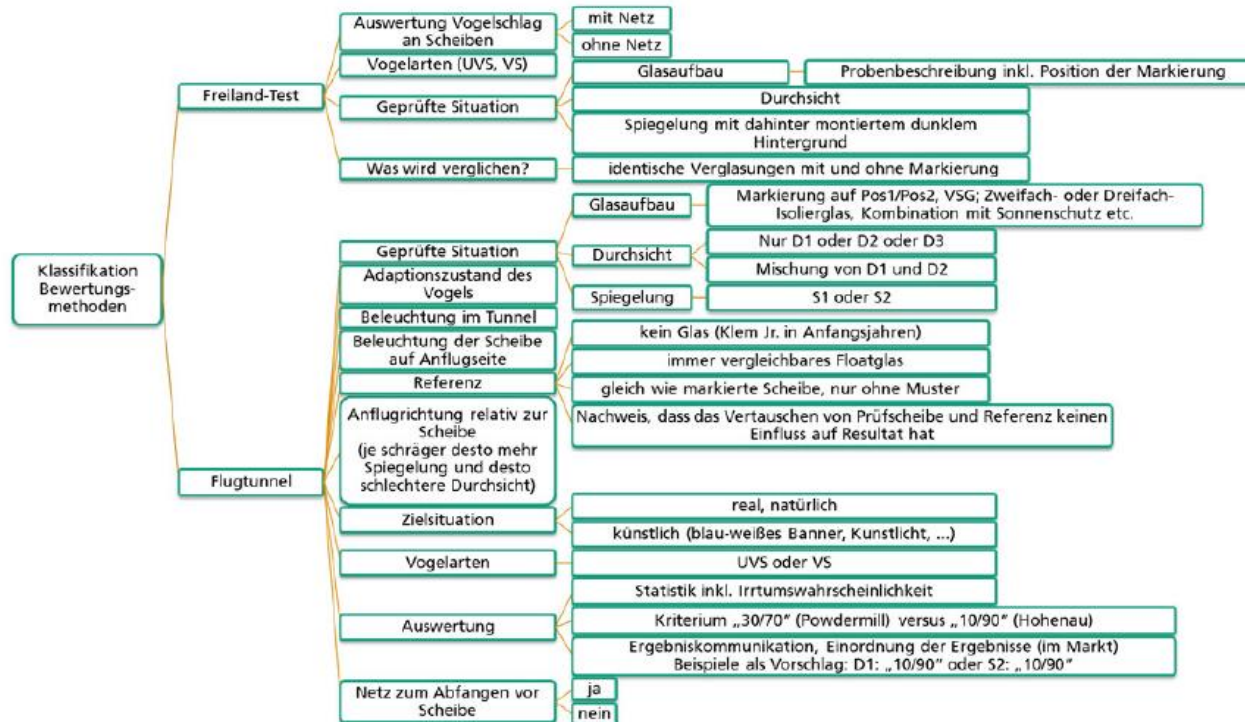 Klassifikation
Bewertungs-
methoden
Freiland-Test
Auswertung Vogelschlag
an Scheiben
mit Netz
ohne Netz
Vogelarten (UVS, VS)
Geprüfte Situation
Glasaufbau
Probenbeschreibung inkl. Position der Markierung
Durchsicht
Spiegelung mit dahinter montiertem dunklem
Hintergrund
Was wird verglichen?
identische Verglasungen mit und ohne Markierung
Flugtunnel
Geprüfte Situation
Glasaufbau
Markierung auf Pos1/Pos2, VSG; Zweifach- oder Dreifach-
Isolierglas, Kombination mit Sonnenschutz etc.
Durchsicht
Nur D1 oder D2 oder D3
Mischung von D1 und D2
Spiegelung
S1 oder S2
Adaptionszustand des
Vogels
Beleuchtung im Tunnel
Beleuchtung der Scheibe
auf Anflugseite
Referenz
kein Glas (Klem Jr. in Anfangsjahren)
immer vergleichbares Floatglas
gleich wie markierte Scheibe, nur ohne Muster
Nachweis, dass das Vertauschen von Prüfscheibe und Referenz keinen
Einfluss auf Resultat hat
Anflugrichtung relativ zur
Scheibe
(je schräger desto mehr
Spiegelung und desto
schlechtere Durchsicht)
Zielsituation
real, natürlich
künstlich (blau-weißes Banner, Kunstlicht, ...)
Vogelarten
UVS oder VS
Auswertung
Statistik inkl. Irrtumswahrscheinlichkeit
Kriterium „30/70" (Powdermill) versus „10/90" (Hohenau)
Ergebniskommunikation, Einordnung der Ergebnisse (im Markt)
Beispiele als Vorschlag: D1: „10/90" oder S2: „10/90"
Netz zum Abfangen vor
Scheibe
ja
nein